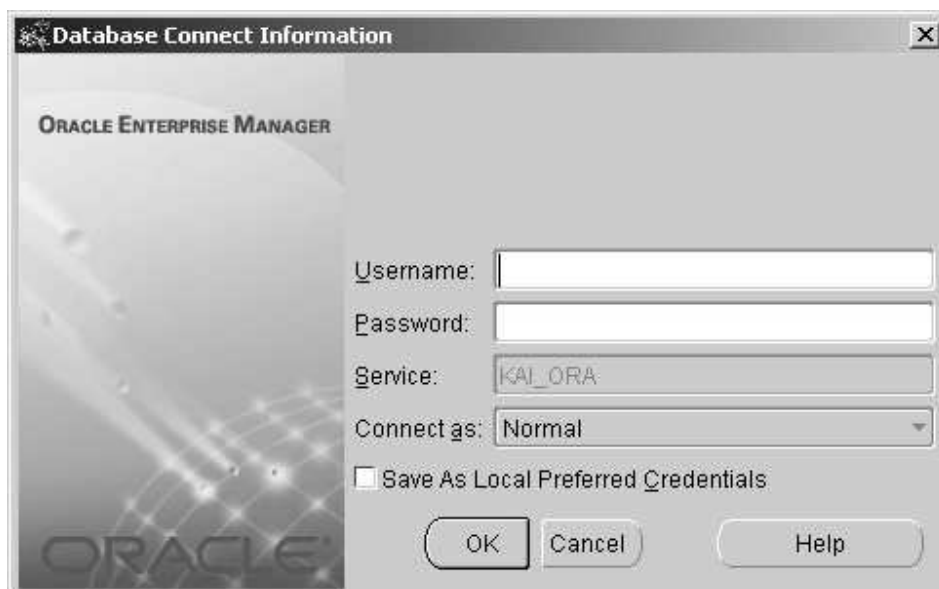 Database Connect Information
ORACLE ENTERPRISE MANAGER
Username:
Password:
Service: KAI_ORA
Connect as: Normal
Save As Local Preferred Credentials
OK Cancel Help
ORACLE®